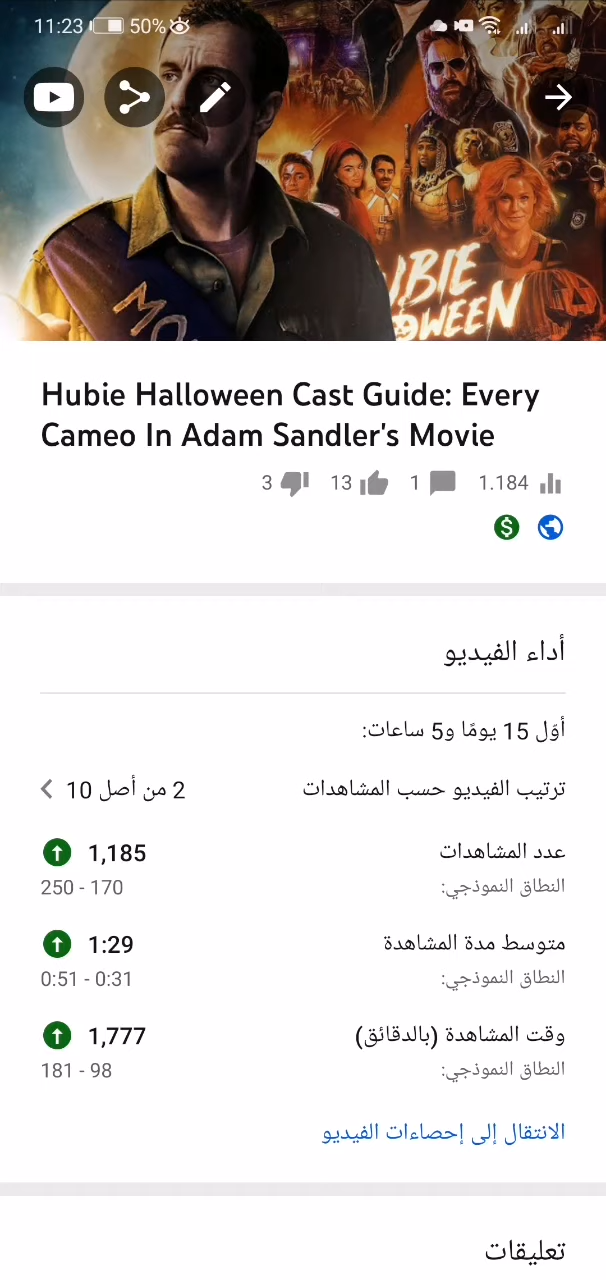 11:23 50%
MO
UBIE
OWEEN
Hubie Halloween Cast Guide: Every
Cameo In Adam Sandler's Movie
1.184 1 13 3
أداء الفيديو
أوّل 15 يومًا و5 ساعات:
ترتيب الفيديو حسب المشاهدات 2 من أصل 10
عدد المشاهدات 1,185
النطاق النموذجي: 170 - 250
متوسط مدة المشاهدة 1:29
النطاق النموذجي: 0:31 - 0:51
وقت المشاهدة (بالدقائق) 1,777
النطاق النموذجي: 98 - 181
الانتقال إلى إحصاءات الفيديو
تعليقات